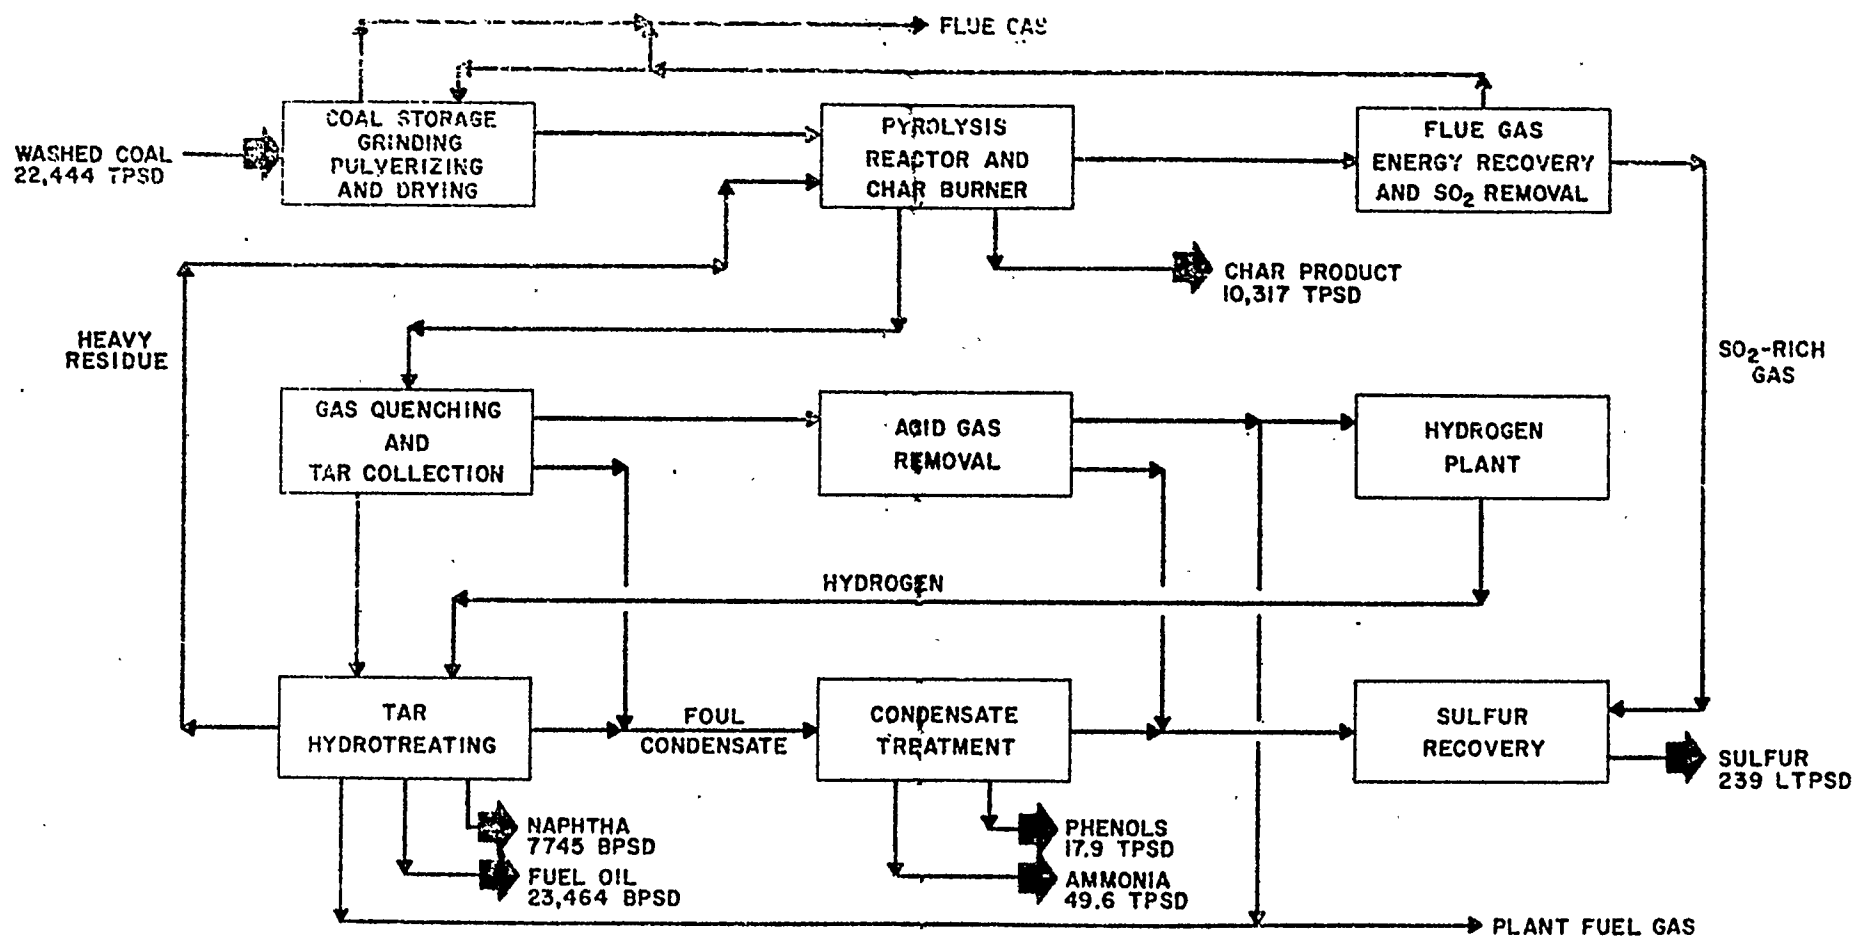 FLUE GAS
WASHED COAL
22,444 TPSD
COAL STORAGE
GRINDING
PULVERIZING
AND DRYING
PYROLYSIS
REACTOR AND
CHAR BURNER
FLUE GAS
ENERGY RECOVERY
AND SO2 REMOVAL
CHAR PRODUCT
10,317 TPSD
HEAVY
RESIDUE
SO2-RICH
GAS
GAS QUENCHING
AND
TAR COLLECTION
ACID GAS
REMOVAL
HYDROGEN
PLANT
HYDROGEN
TAR
HYDROTREATING
FOUL
CONDENSATE
CONDENSATE
TREATMENT
SULFUR
RECOVERY
SULFUR
239 LTPSD
NAPHTHA
7745 BPSD
FUEL OIL
23,464 BPSD
PHENOLS
17.9 TPSD
AMMONIA
49.6 TPSD
PLANT FUEL GAS